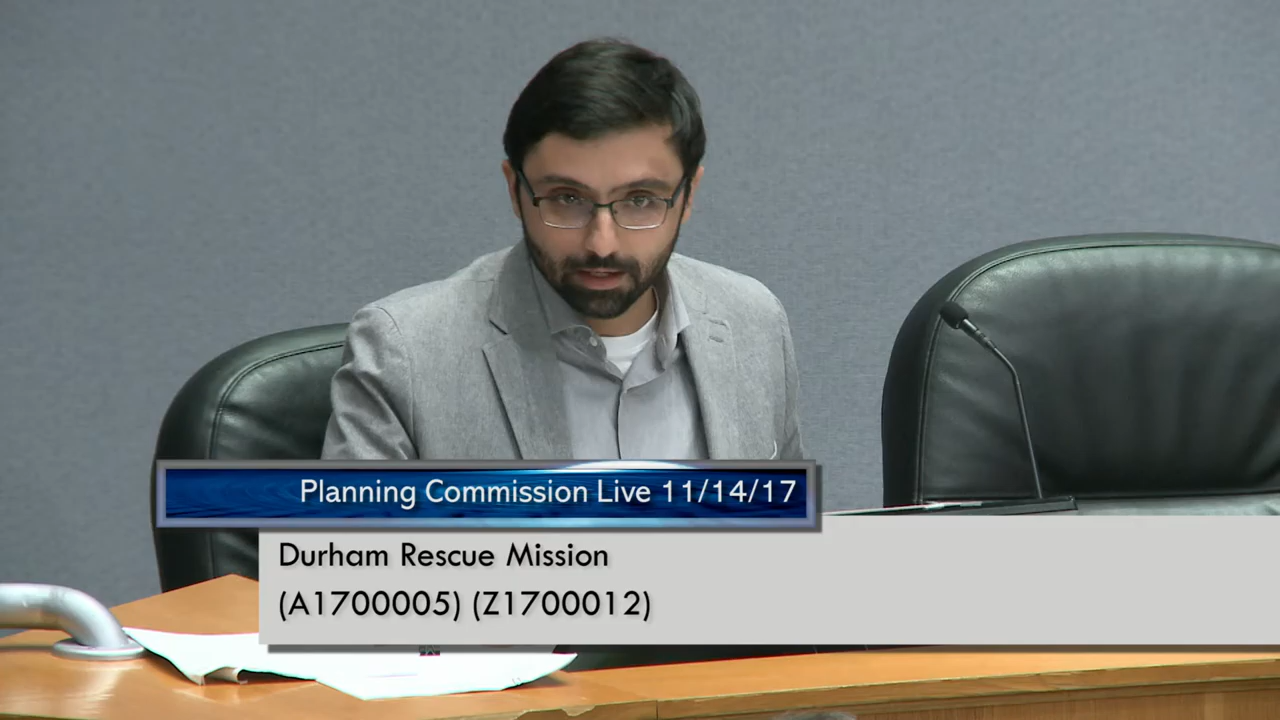 Planning Commission Live 11/14/17
Durham Rescue Mission
(A1700005) (Z1700012)